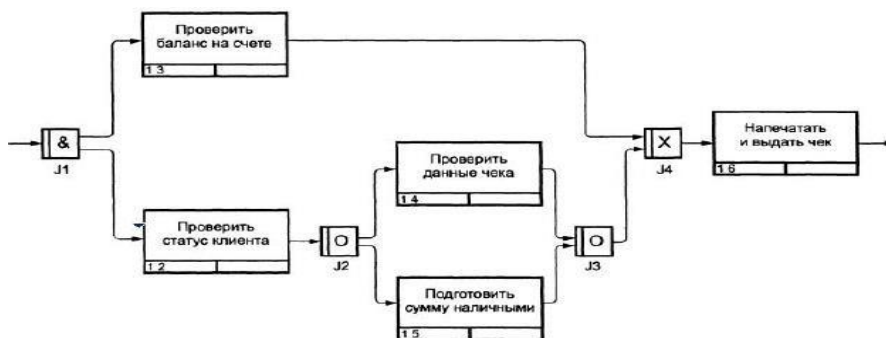 Проверить
баланс на счете
1 3
&
J1
Проверить
статус клиента
1 2
O
J2
Проверить
данные чека
1 4
Подготовить
сумму наличными
1 5
O
J3
X
J4
Напечатать
и выдать чек
1 6